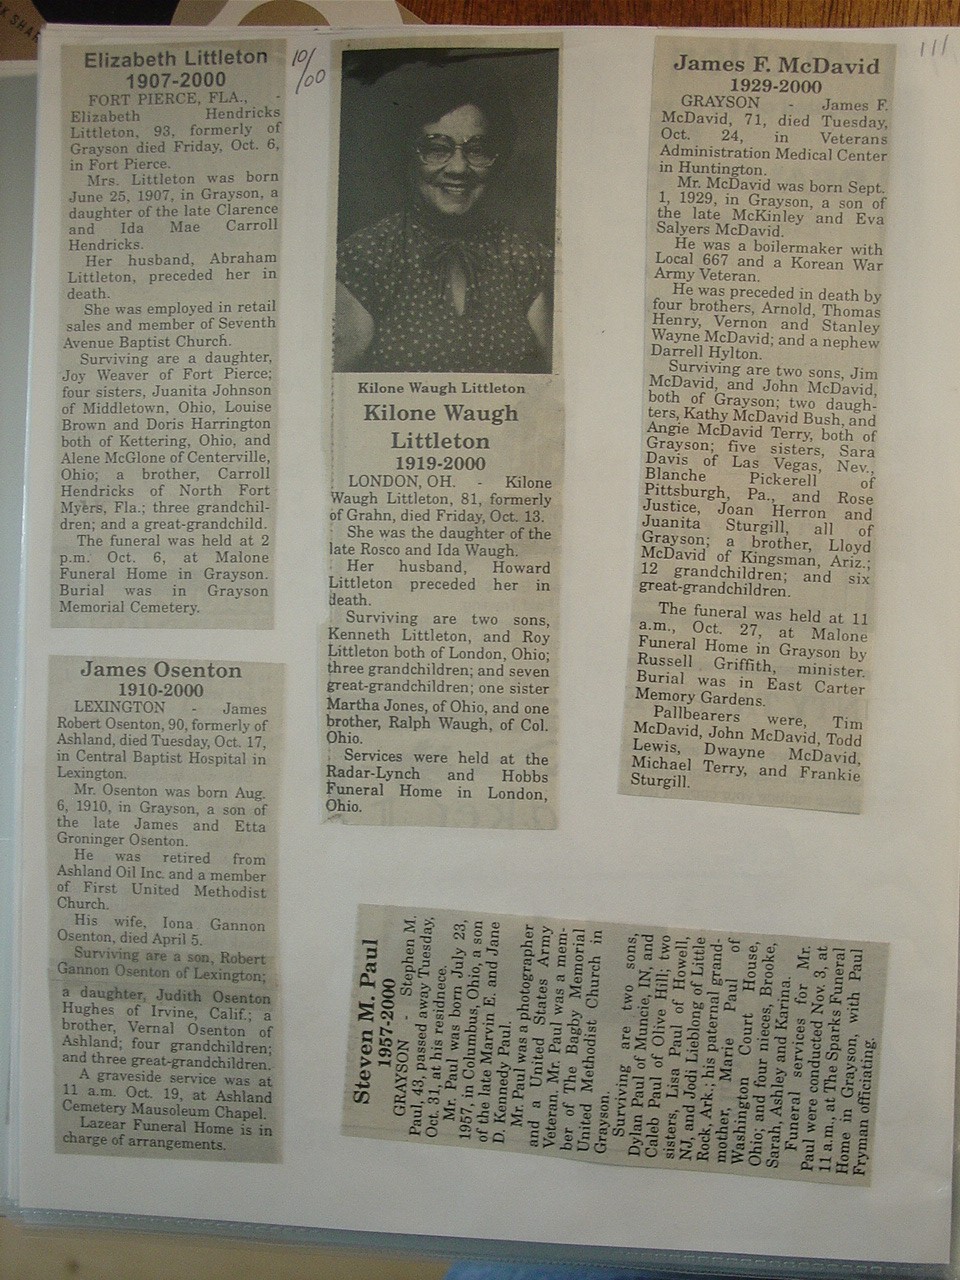 K SHA
Elizabeth Littleton
1907-2000
FORT PIERCE, FLA., -
Elizabeth Hendricks
Littleton, 93, formerly of
Grayson died Friday, Oct. 6,
in Fort Pierce.
Mrs. Littleton was born
June 25, 1907, in Grayson, a
daughter of the late Clarence
and Ida Mae Carroll
Hendricks.
Her husband, Abraham
Littleton, preceded her in
death.
She was employed in retail
sales and member of Seventh
Avenue Baptist Church.
Surviving are a daughter,
Joy Weaver of Fort Pierce;
four sisters, Juanita Johnson
of Middletown, Ohio, Louise
Brown and Doris Harrington
both of Kettering, Ohio, and
Alene McGlone of Centerville,
Ohio; a brother, Carroll
Hendricks of North Fort
Myers, Fla.; three grandchil-
dren; and a great-grandchild.
The funeral was held at 2
p.m. Oct. 6, at Malone
Funeral Home in Grayson.
Burial was in Grayson
Memorial Cemetery.
James Osenton
1910-2000
LEXINGTON - James
Robert Osenton, 90, formerly of
Ashland, died Tuesday, Oct. 17,
in Central Baptist Hospital in
Lexington.
Mr. Osenton was born Aug.
6, 1910, in Grayson, a son of
the late James and Etta
Groninger Osenton.
He was retired from
Ashland Oil Inc. and a member
of First United Methodist
Church.
His wife, Iona Gannon
Osenton, died April 5.
Surviving are a son, Robert
Gannon Osenton of Lexington;
a daughter, Judith Osenton
Hughes of Irvine, Calif.; a
brother, Vernal Osenton of
Ashland; four grandchildren;
and three great-grandchildren.
A graveside service was at
11 a.m. Oct. 19, at Ashland
Cemetery Mausoleum Chapel.
Lazear Funeral Home is in
charge of arrangements.
10/00
Kilone Waugh Littleton
Kilone Waugh
Littleton
1919-2000
LONDON, OH. - Kilone
Waugh Littleton, 81, formerly
of Grahn, died Friday, Oct. 13.
She was the daughter of the
late Rosco and Ida Waugh.
Her husband, Howard
Littleton preceded her in
death.
Surviving are two sons,
Kenneth Littleton, and Roy
Littleton both of London, Ohio;
three grandchildren; and seven
great-grandchildren; one sister
Martha Jones, of Ohio, and one
brother, Ralph Waugh, of Col.
Ohio.
Services were held at the
Radar-Lynch and Hobbs
Funeral Home in London,
Ohio.
111
James F. McDavid
1929-2000
GRAYSON - James F.
McDavid, 71, died Tuesday,
Oct. 24, in Veterans
Administration Medical Center
in Huntington.
Mr. McDavid was born Sept.
1, 1929, in Grayson, a son of
the late McKinley and Eva
Salyers McDavid.
He was a boilermaker with
Local 667 and a Korean War
Army Veteran.
He was preceded in death by
four brothers, Arnold, Thomas
Henry, Vernon and Stanley
Wayne McDavid; and a nephew
Darrell Hylton.
Surviving are two sons, Jim
McDavid, and John McDavid,
both of Grayson; two daugh-
ters, Kathy McDavid Bush, and
Angie McDavid Terry, both of
Grayson; five sisters, Sara
Davis of Las Vegas, Nev.,
Blanche Pickerell of
Pittsburgh, Pa., and Rose
Justice, Joan Herron and
Juanita Sturgill, all of
Grayson; a brother, Lloyd
McDavid of Kingsman, Ariz.;
12 grandchildren; and six
great-grandchildren.
The funeral was held at 11
a.m., Oct. 27, at Malone
Funeral Home in Grayson by
Russell Griffith, minister.
Burial was in East Carter
Memory Gardens.
Pallbearers were, Tim
McDavid, John McDavid, Todd
Lewis, Dwayne McDavid,
Michael Terry, and Frankie
Sturgill.
Steven M. Paul
1957-2000
GRAYSON - Stephen M.
Paul, 43, passed away Tuesday,
Oct. 31, at his residnece.
Mr. Paul was born July 23,
1957, in Columbus, Ohio, a son
of the late Marvin E. and Jane
D. Kennedy Paul.
Mr. Paul was a photographer
and a United States Army
Veteran. Mr. Paul was a mem-
ber of The Bagby Memorial
United Methodist Church in
Grayson.
Surviving are two sons,
Dylan Paul of Muncie, IN, and
Caleb Paul of Olive Hill; two
sisters, Lisa Paul of Howell,
NJ, and Jodi Lieblong of Little
Rock, Ark.; his paternal grand-
mother, Marie Paul of
Washington Court House,
Ohio; and four nieces, Brooke,
Sarah, Ashley and Karina.
Funeral services for Mr.
Paul were conducted Nov. 3, at
11 a.m., at The Sparks Funeral
Home in Grayson, with Paul
Fryman officiating.